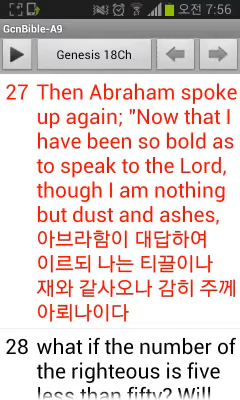 오전 7:56
GcnBible-A9
Genesis 18Ch
27 Then Abraham spoke
up again; "Now that I
have been so bold as
to speak to the Lord,
though I am nothing
but dust and ashes,
아브라함이 대답하여
이르되 나는 티끌이나
재와 같사오나 감히 주께
아뢰나이다
28 what if the number of
the righteous is five
less than fifty? Will